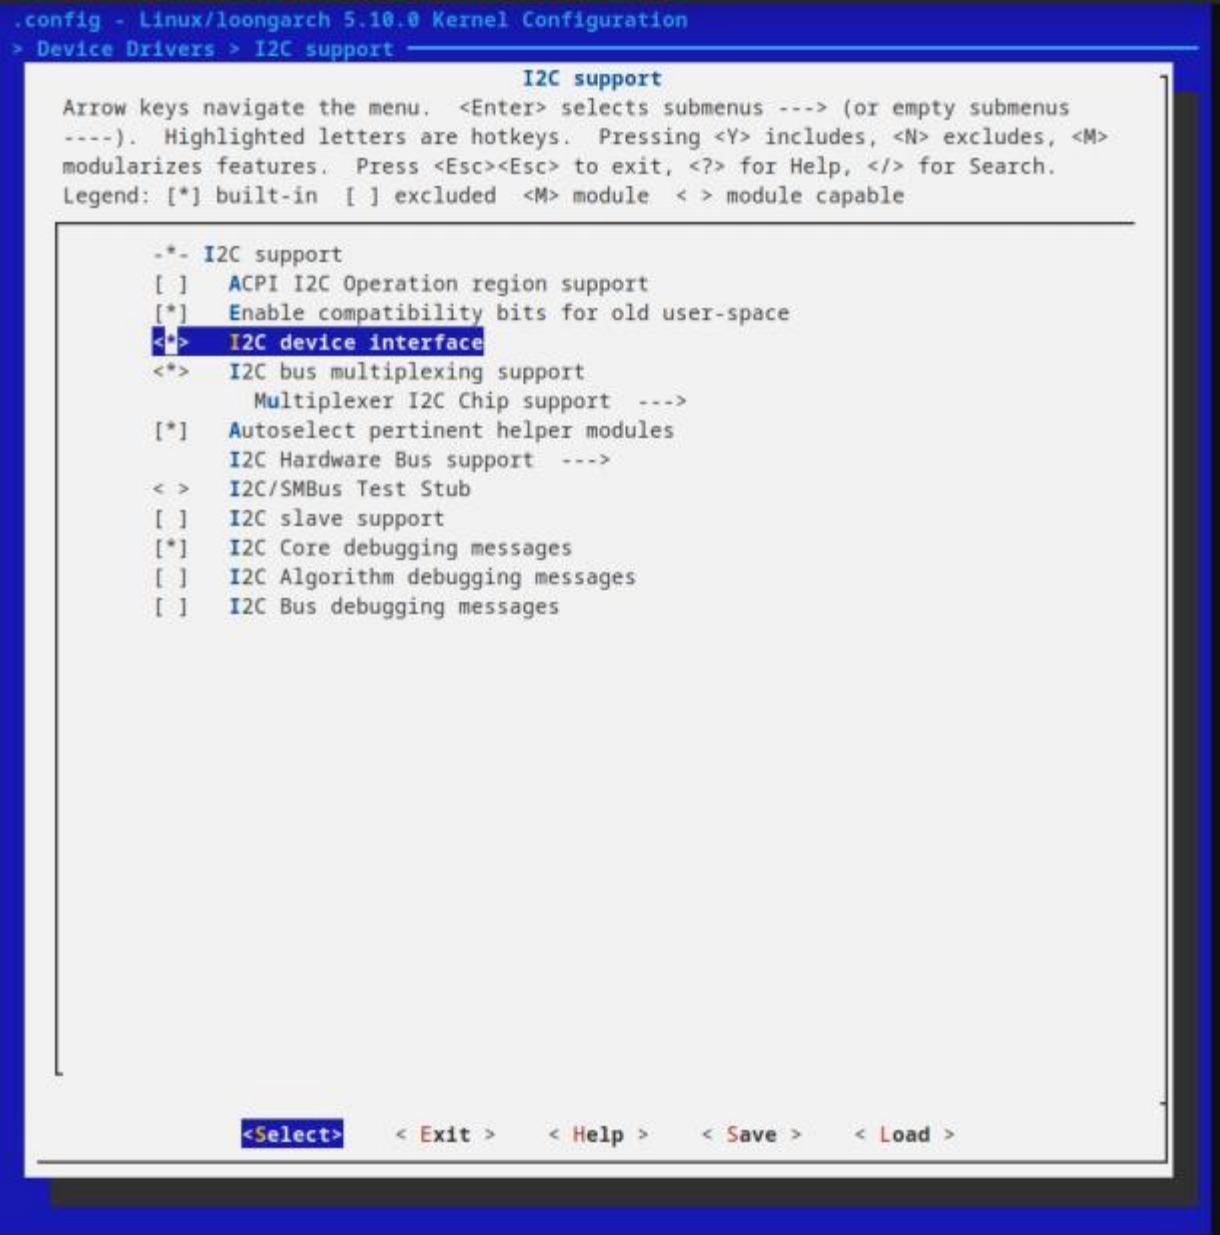 .config - Linux/loongarch 5.10.0 Kernel Configuration
> Device Drivers > I2C support
I2C support
Arrow keys navigate the menu.  <Enter> selects submenus ---> (or empty submenus
----).  Highlighted letters are hotkeys.  Pressing <Y> includes, <N> excludes, <M>
modularizes features.  Press <Esc><Esc> to exit, <?> for Help, </> for Search.
Legend: [*] built-in  [ ] excluded  <M> module  < > module capable
-*- I2C support
[ ]   ACPI I2C Operation region support
[*]   Enable compatibility bits for old user-space
<*>   I2C device interface
<*>   I2C bus multiplexing support
Multiplexer I2C Chip support  --->
[*]   Autoselect pertinent helper modules
I2C Hardware Bus support  --->
< >   I2C/SMBus Test Stub
[ ]   I2C slave support
[*]   I2C Core debugging messages
[ ]   I2C Algorithm debugging messages
[ ]   I2C Bus debugging messages
<Select>    < Exit >    < Help >    < Save >    < Load >